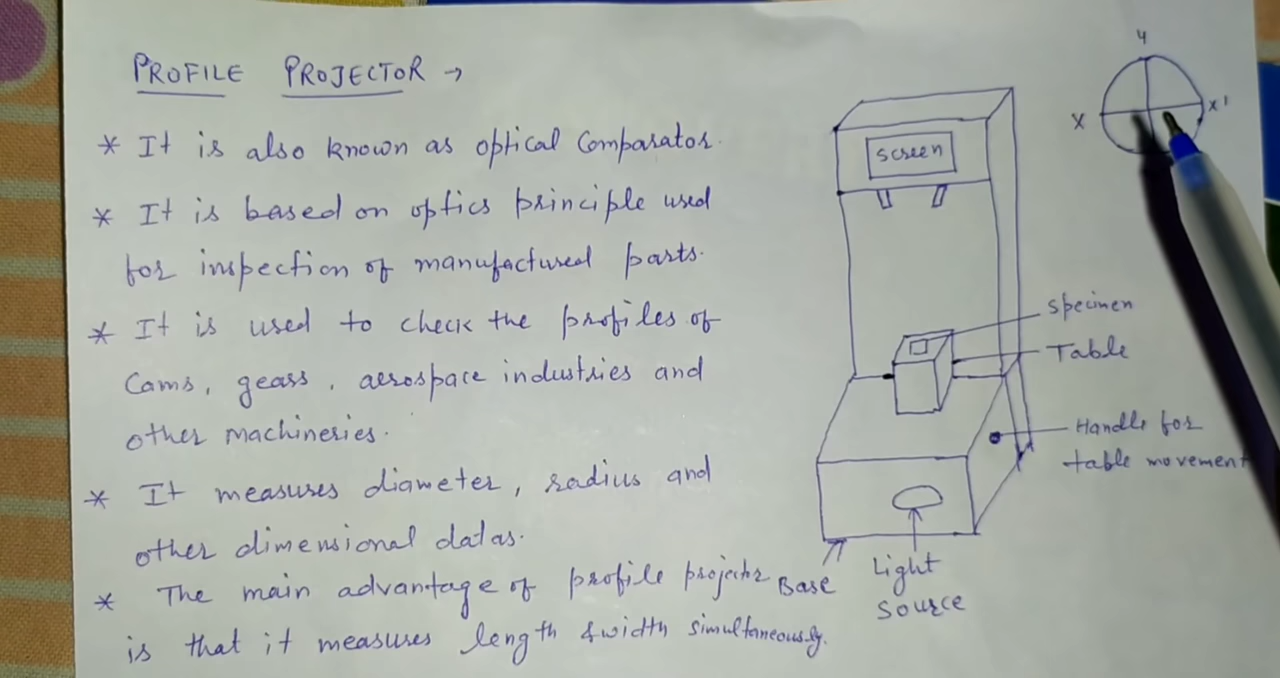 PROFILE PROJECTOR →
* It is also known as optical Comparator.
* It is based on optics principle used
for inspection of manufactured parts.
* It is used to check the profiles of
Cams, gears, aerospace industries and
other machineries.
* It measures diameter, radius and
other dimensional datas.
* The main advantage of profile projector
is that it measures length & width simultaneously.
Screen
Specimen
Table
Handle for
table movement
Base
Light
Source
Y
X
X'